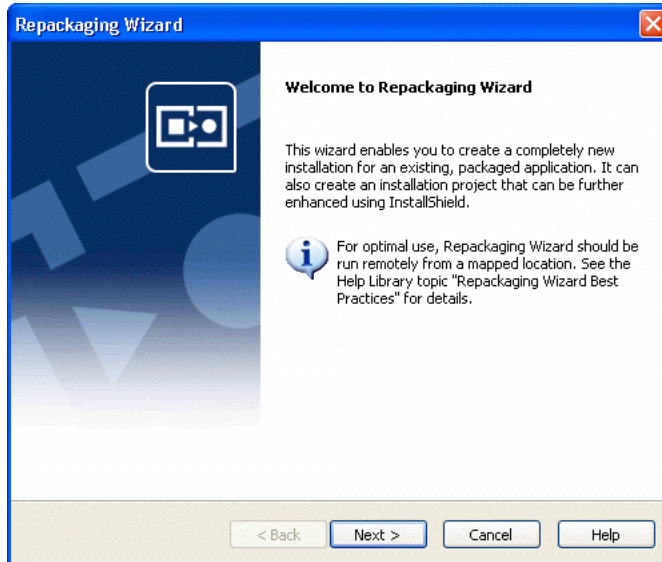 Repackaging Wizard
Welcome to Repackaging Wizard
This wizard enables you to create a completely new
installation for an existing, packaged application. It can
also create an installation project that can be further
enhanced using InstallShield.
For optimal use, Repackaging Wizard should be
run remotely from a mapped location. See the
Help Library topic "Repackaging Wizard Best
Practices" for details.
< Back Next > Cancel Help